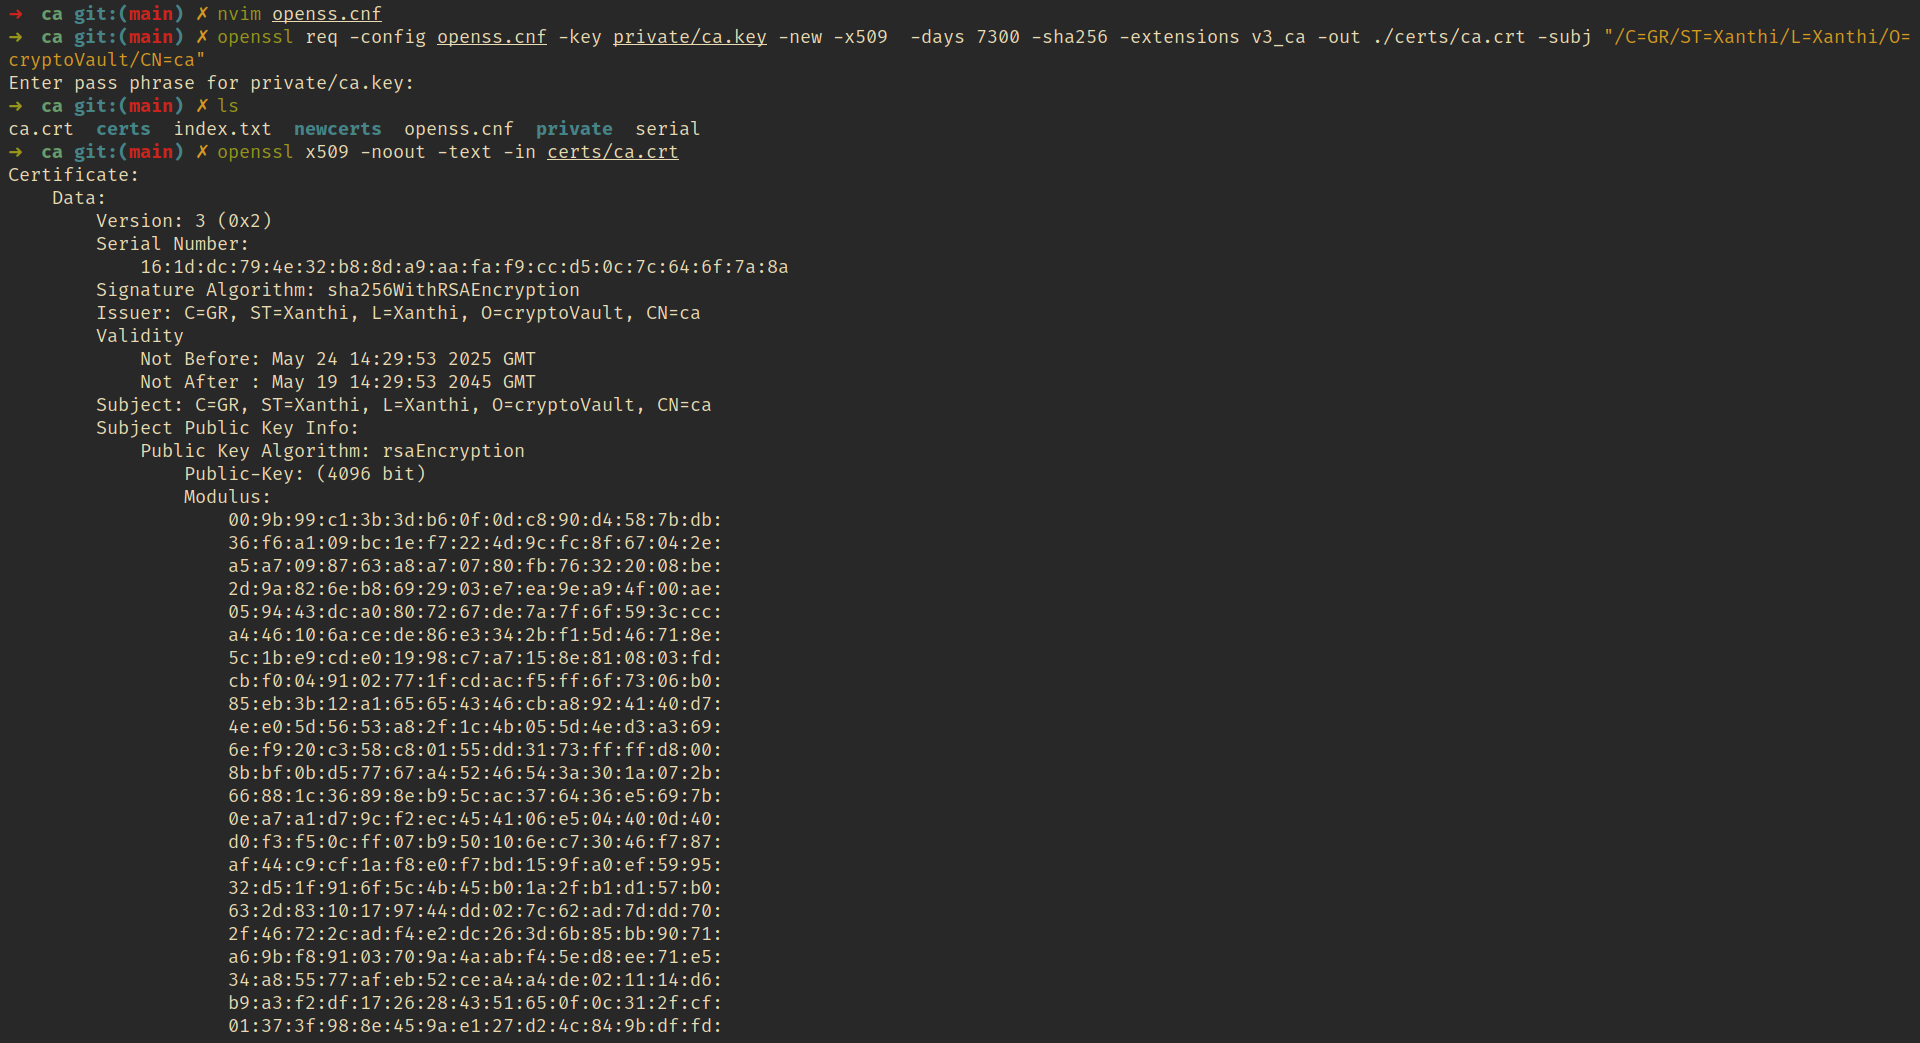 →  ca git:(main) ✗ nvim openss.cnf
→  ca git:(main) ✗ openssl req -config openss.cnf -key private/ca.key -new -x509  -days 7300 -sha256 -extensions v3_ca -out ./certs/ca.crt -subj "/C=GR/ST=Xanthi/L=Xanthi/O=
cryptoVault/CN=ca"
Enter pass phrase for private/ca.key:
→  ca git:(main) ✗ ls
ca.crt  certs  index.txt  newcerts  openss.cnf  private  serial
→  ca git:(main) ✗ openssl x509 -noout -text -in certs/ca.crt
Certificate:
    Data:
        Version: 3 (0x2)
        Serial Number:
            16:1d:dc:79:4e:32:b8:8d:a9:aa:fa:f9:cc:d5:0c:7c:64:6f:7a:8a
        Signature Algorithm: sha256WithRSAEncryption
        Issuer: C=GR, ST=Xanthi, L=Xanthi, O=cryptoVault, CN=ca
        Validity
            Not Before: May 24 14:29:53 2025 GMT
            Not After : May 19 14:29:53 2045 GMT
        Subject: C=GR, ST=Xanthi, L=Xanthi, O=cryptoVault, CN=ca
        Subject Public Key Info:
            Public Key Algorithm: rsaEncryption
                Public-Key: (4096 bit)
                Modulus:
                    00:9b:99:c1:3b:3d:b6:0f:0d:c8:90:d4:58:7b:db:
                    36:f6:a1:09:bc:1e:f7:22:4d:9c:fc:8f:67:04:2e:
                    a5:a7:09:87:63:a8:a7:07:80:fb:76:32:20:08:be:
                    2d:9a:82:6e:b8:69:29:03:e7:ea:9e:a9:4f:00:ae:
                    05:94:43:dc:a0:80:72:67:de:7a:7f:6f:59:3c:cc:
                    a4:46:10:6a:ce:de:86:e3:34:2b:f1:5d:46:71:8e:
                    5c:1b:e9:cd:e0:19:98:c7:a7:15:8e:81:08:03:fd:
                    cb:f0:04:91:02:77:1f:cd:ac:f5:ff:6f:73:06:b0:
                    85:eb:3b:12:a1:65:65:43:46:cb:a8:92:41:40:d7:
                    4e:e0:5d:56:53:a8:2f:1c:4b:05:5d:4e:d3:a3:69:
                    6e:f9:20:c3:58:c8:01:55:dd:31:73:ff:ff:d8:00:
                    8b:bf:0b:d5:77:67:a4:52:46:54:3a:30:1a:07:2b:
                    66:88:1c:36:89:8e:b9:5c:ac:37:64:36:e5:69:7b:
                    0e:a7:a1:d7:9c:f2:ec:45:41:06:e5:04:40:0d:40:
                    d0:f3:f5:0c:ff:07:b9:50:10:6e:c7:30:46:f7:87:
                    af:44:c9:cf:1a:f8:e0:f7:bd:15:9f:a0:ef:59:95:
                    32:d5:1f:91:6f:5c:4b:45:b0:1a:2f:b1:d1:57:b0:
                    63:2d:83:10:17:97:44:dd:02:7c:62:ad:7d:dd:70:
                    2f:46:72:2c:ad:f4:e2:dc:26:3d:6b:85:bb:90:71:
                    a6:9b:f8:91:03:70:9a:4a:ab:f4:5e:d8:ee:71:e5:
                    34:a8:55:77:af:eb:52:ce:a4:a4:de:02:11:14:d6:
                    b9:a3:f2:df:17:26:28:43:51:65:0f:0c:31:2f:cf:
                    01:37:3f:98:8e:45:9a:e1:27:d2:4c:84:9b:df:fd: